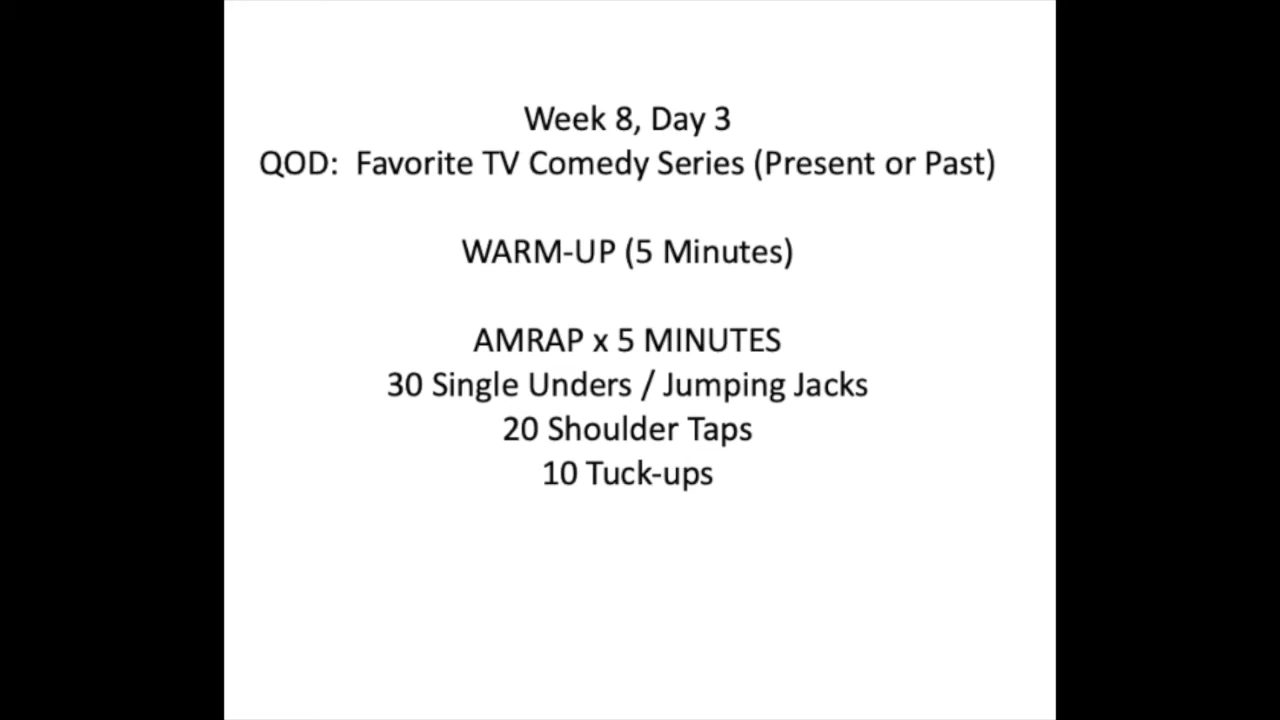 Week 8, Day 3
QOD:  Favorite TV Comedy Series (Present or Past)
WARM-UP (5 Minutes)
AMRAP x 5 MINUTES
30 Single Unders / Jumping Jacks
20 Shoulder Taps
10 Tuck-ups